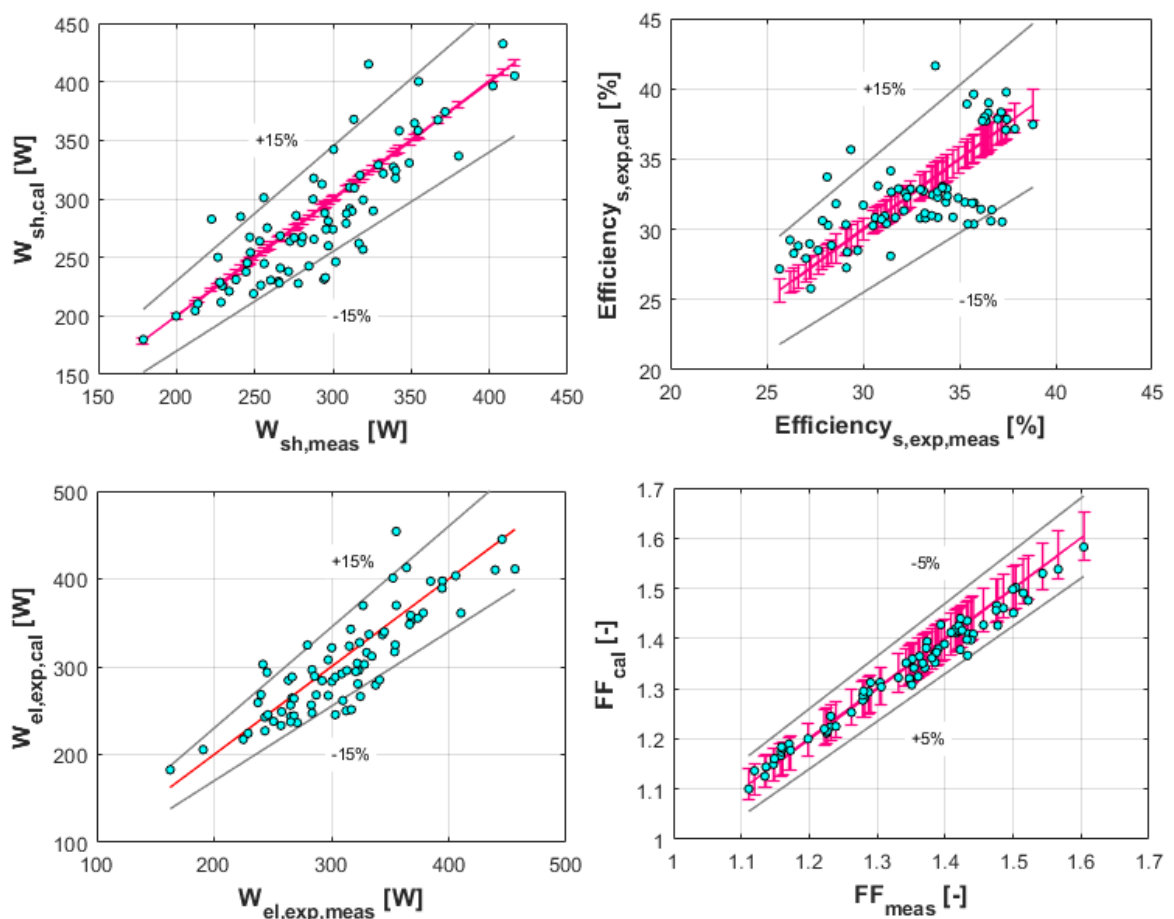 450
400
350
300
250
200
150
W_sh,cal [W]
+15%
-15%
150 200 250 300 350 400 450
W_sh,meas [W]
45
40
35
30
25
20
Efficiency_s,exp,cal [%]
+15%
-15%
20 25 30 35 40 45
Efficiency_s,exp,meas [%]
500
400
300
200
100
W_el,exp,cal [W]
+15%
-15%
100 200 300 400 500
W_el,exp,meas [W]
1.7
1.6
1.5
1.4
1.3
1.2
1.1
1
FF_cal [-]
-5%
+5%
1 1.1 1.2 1.3 1.4 1.5 1.6 1.7
FF_meas [-]